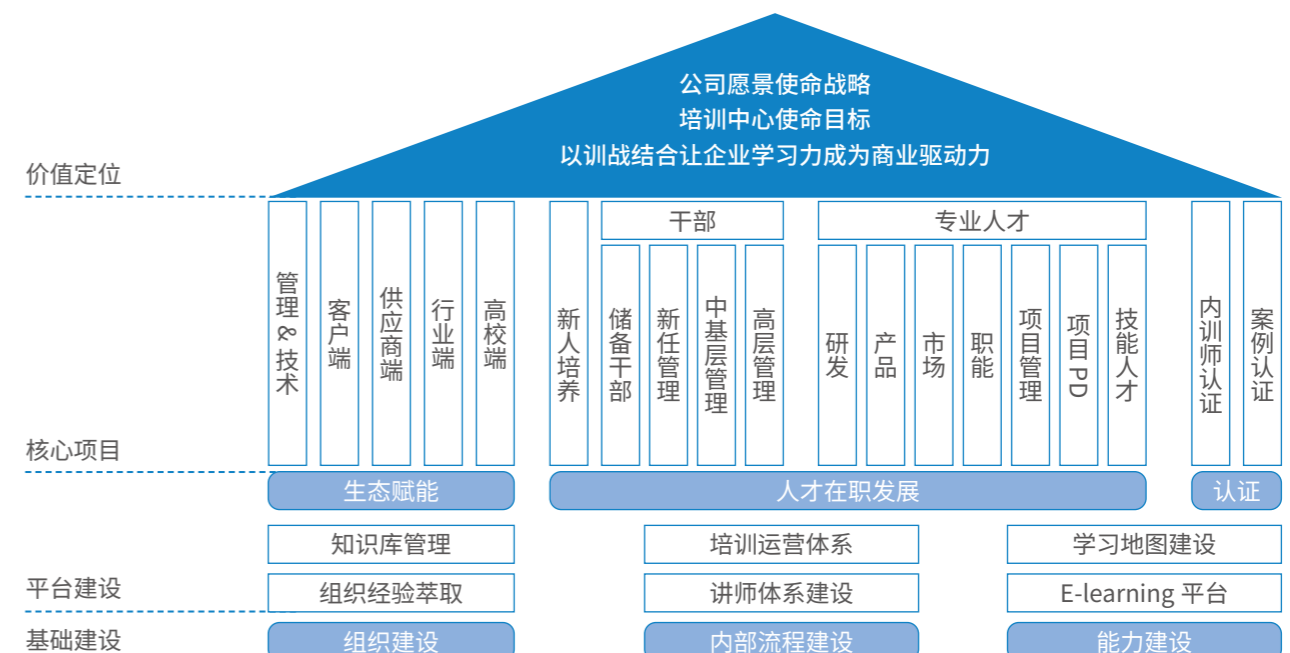 公司愿景使命战略
培训中心使命目标
以训战结合让企业学习力成为商业驱动力
价值定位
干部
专业人才
管理 & 技术
客户端
供应商端
行业端
高校端
新人培养
储备干部
新任管理
中基层管理
高层管理
研发
产品
市场
职能
项目管理
项目 PD
技能人才
内训师认证
案例认证
核心项目
生态赋能
人才在职发展
认证
知识库管理
培训运营体系
学习地图建设
平台建设
组织经验萃取
讲师体系建设
E-learning 平台
基础建设
组织建设
内部流程建设
能力建设